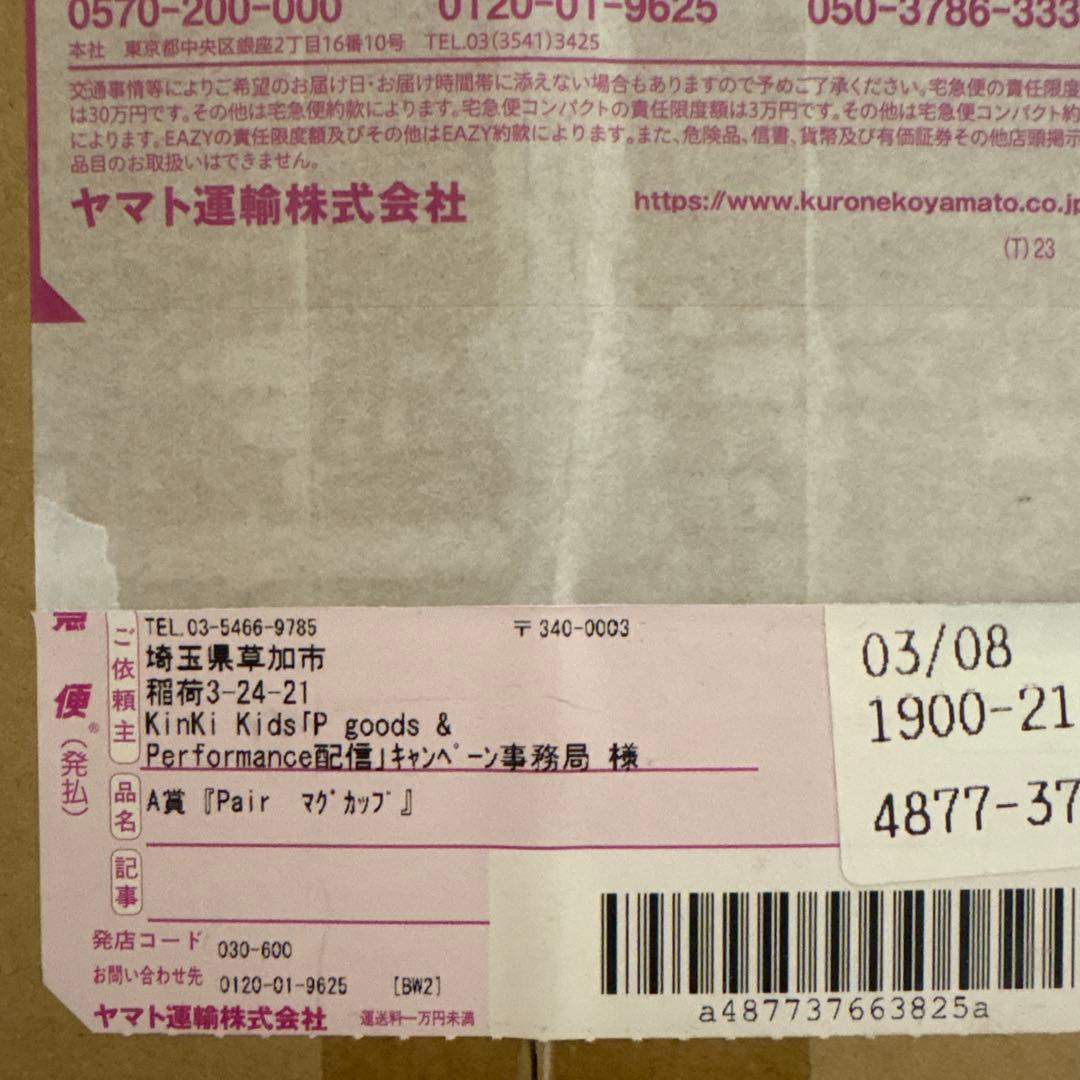 0570-200-000 0120-01-9625 050-3786-333
本社 東京都中央区銀座2丁目16番10号 TEL.03(3541)3425
交通事情等によりご希望のお届け日・お届け時間帯に添えない場合もありますので予めご了承ください。宅急便の責任限度
は30万円です。その他は宅急便約款によります。宅急便コンパクトの責任限度額は3万円です。その他は宅急便コンパクト約
によります。EAZYの責任限度額及びその他はEAZY約款によります。また、危険品、信書、貨幣及び有価証券その他店頭掲示
品目のお取扱いはできません。
ヤマト運輸株式会社 https://www.kuronekoyamato.co.jp
(T)23
急便®(発払)
ご依頼主
TEL.03-5466-9785 〒340-0003
埼玉県草加市
稲荷3-24-21
KinKi Kids｢P goods &
Performance配信｣ｷｬﾝﾍﾟｰﾝ事務局 様
品名 A賞『Pair ﾏｸﾞｶｯﾌﾟ』
記事
03/08
1900-21
4877-37
発店コード 030-600
お問い合わせ先 0120-01-9625 [BW2]
ヤマト運輸株式会社 運送料一万円未満
a487737663825a